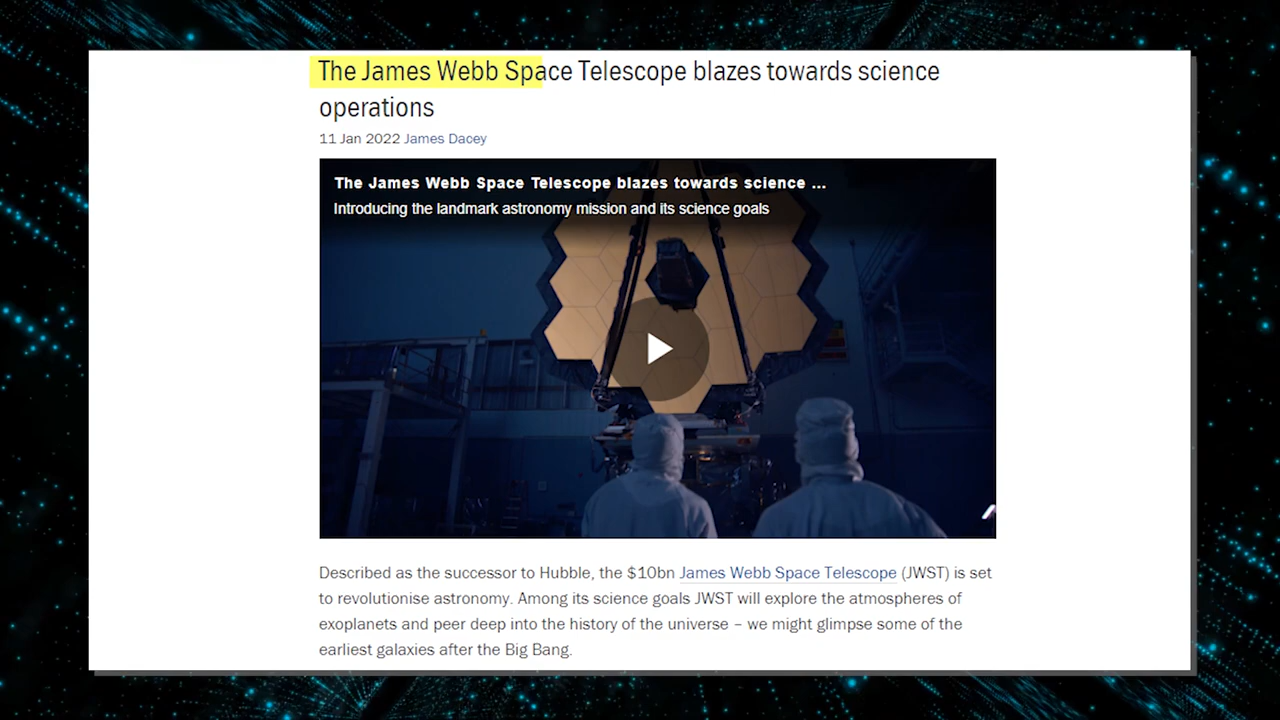 The James Webb Space Telescope blazes towards science
operations
11 Jan 2022 James Dacey
The James Webb Space Telescope blazes towards science ...
Introducing the landmark astronomy mission and its science goals
Described as the successor to Hubble, the $10bn James Webb Space Telescope (JWST) is set
to revolutionise astronomy. Among its science goals JWST will explore the atmospheres of
exoplanets and peer deep into the history of the universe – we might glimpse some of the
earliest galaxies after the Big Bang.